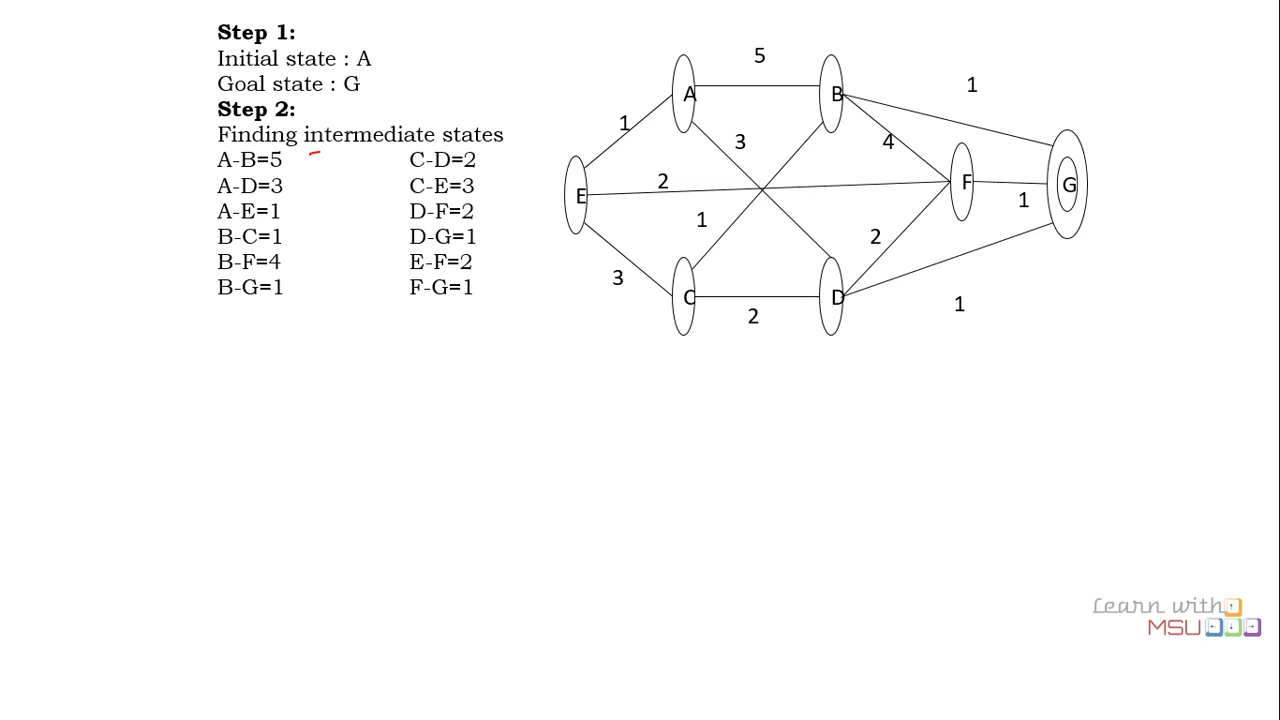 Step 1:
Initial state : A
Goal state : G
Step 2:
Finding intermediate states
A-B=5
A-D=3
A-E=1
B-C=1
B-F=4
B-G=1
C-D=2
C-E=3
D-F=2
D-G=1
E-F=2
F-G=1
5
1
A
B
1
3
4
2
F
G
E
1
1
2
3
C
D
1
2
Learn with
MSU